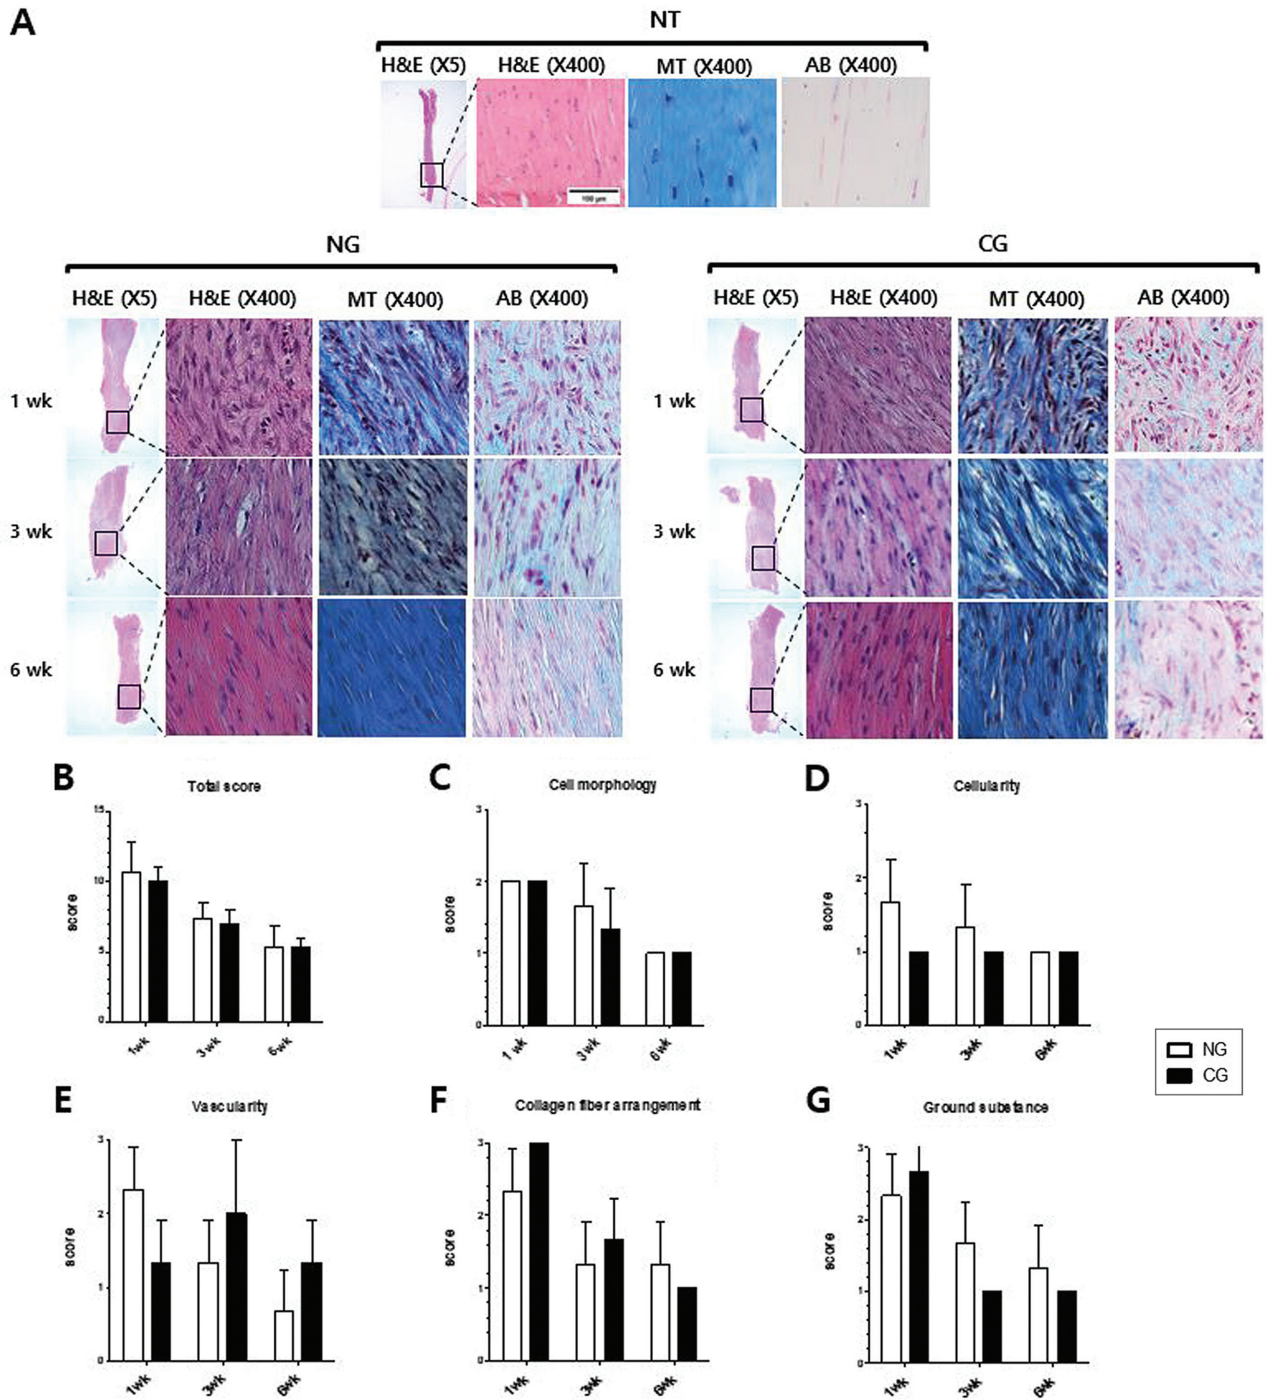 A
NT
H&E (X5) H&E (X400) MT (X400) AB (X400)
100 µm
NG CG
H&E (X5) H&E (X400) MT (X400) AB (X400) H&E (X5) H&E (X400) MT (X400) AB (X400)
1 wk 1 wk
3 wk 3 wk
6 wk 6 wk
B Total score
15
10
5
0
score
1wk 3wk 6wk
C Cell morphology
3
2
1
0
score
1 wk 3wk 6wk
D Cellularity
3
2
1
0
score
1wk 3wk 6wk
NG
CG
E Vascularity
3
2
1
0
score
1wk 3wk 6wk
F Collagen fiber arrangement
3
2
1
0
score
1wk 3wk 6wk
G Ground substance
3
2
1
0
score
1wk 3wk 6wk